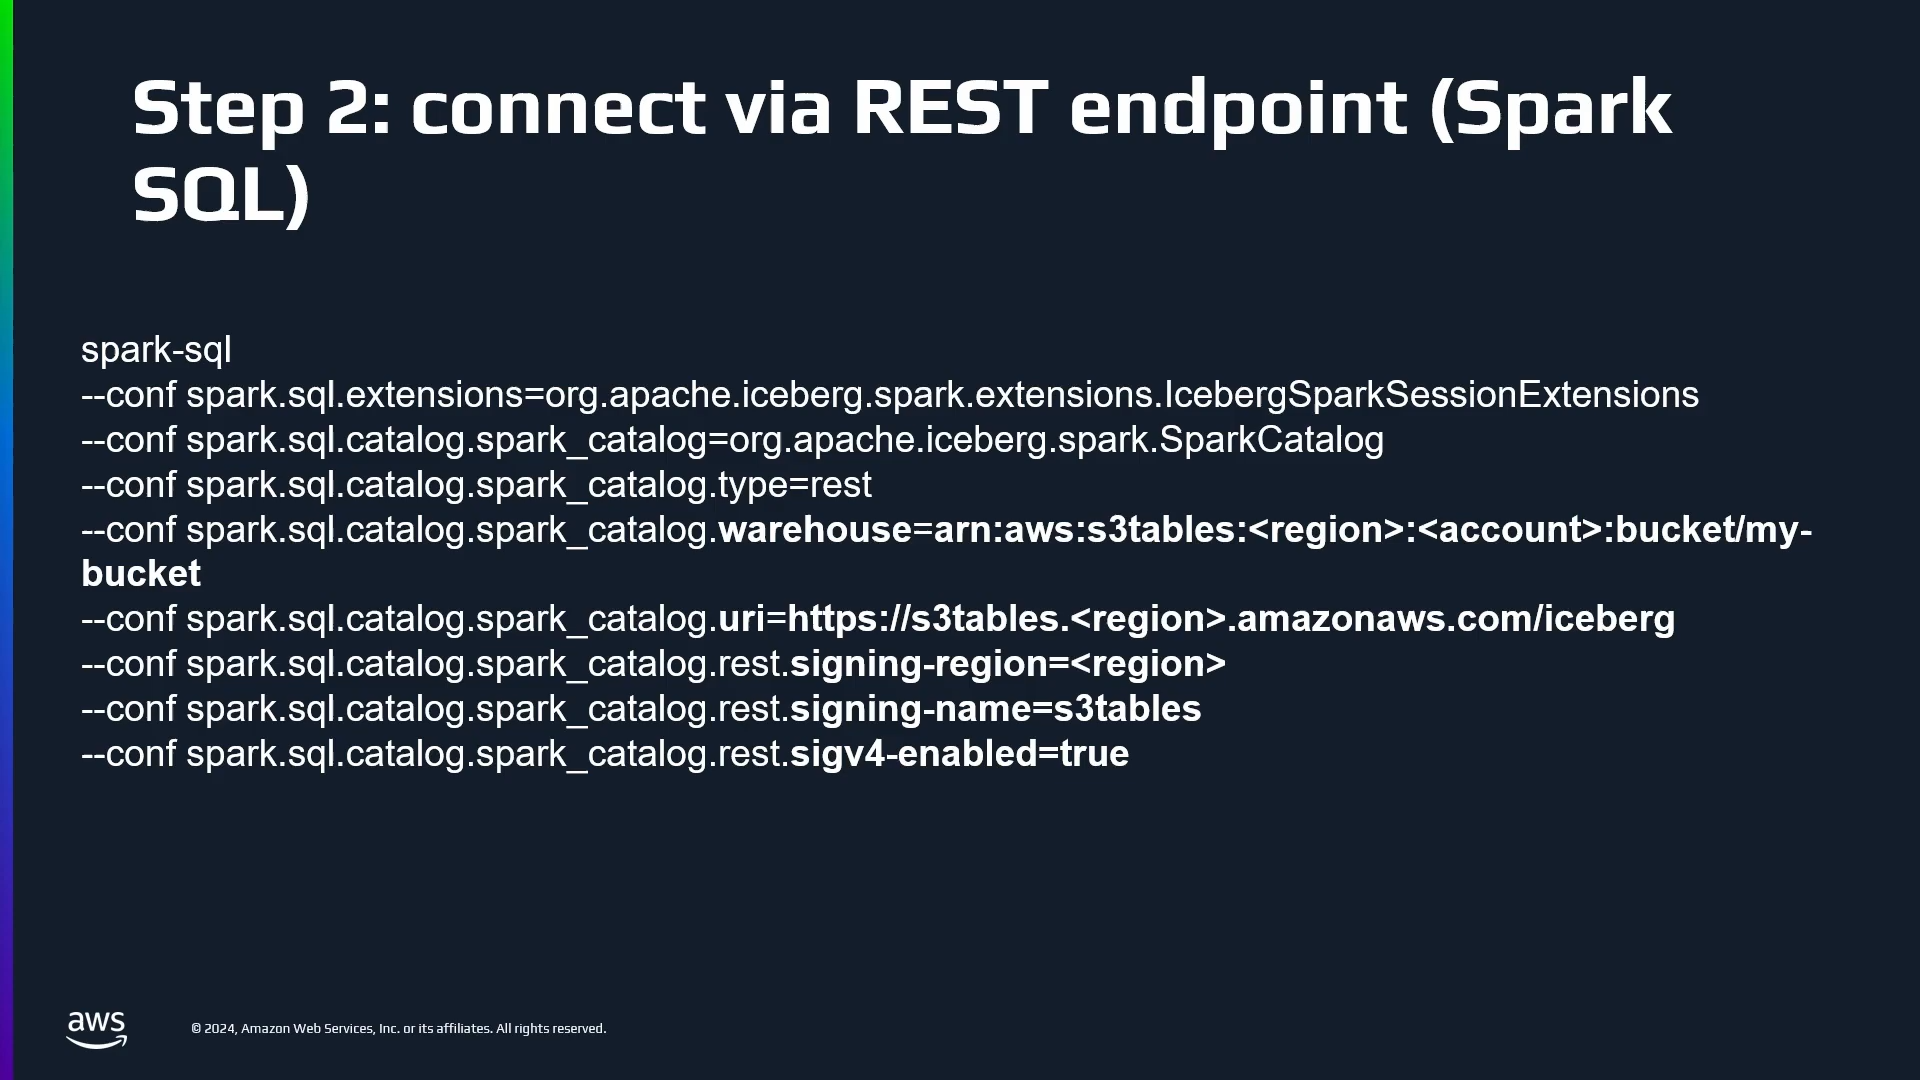 Step 2: connect via REST endpoint (Spark
SQL)
spark-sql
--conf spark.sql.extensions=org.apache.iceberg.spark.extensions.IcebergSparkSessionExtensions
--conf spark.sql.catalog.spark_catalog=org.apache.iceberg.spark.SparkCatalog
--conf spark.sql.catalog.spark_catalog.type=rest
--conf spark.sql.catalog.spark_catalog.warehouse=arn:aws:s3tables:<region>:<account>:bucket/my-
bucket
--conf spark.sql.catalog.spark_catalog.uri=https://s3tables.<region>.amazonaws.com/iceberg
--conf spark.sql.catalog.spark_catalog.rest.signing-region=<region>
--conf spark.sql.catalog.spark_catalog.rest.signing-name=s3tables
--conf spark.sql.catalog.spark_catalog.rest.sigv4-enabled=true
aws
© 2024, Amazon Web Services, Inc. or its affiliates. All rights reserved.